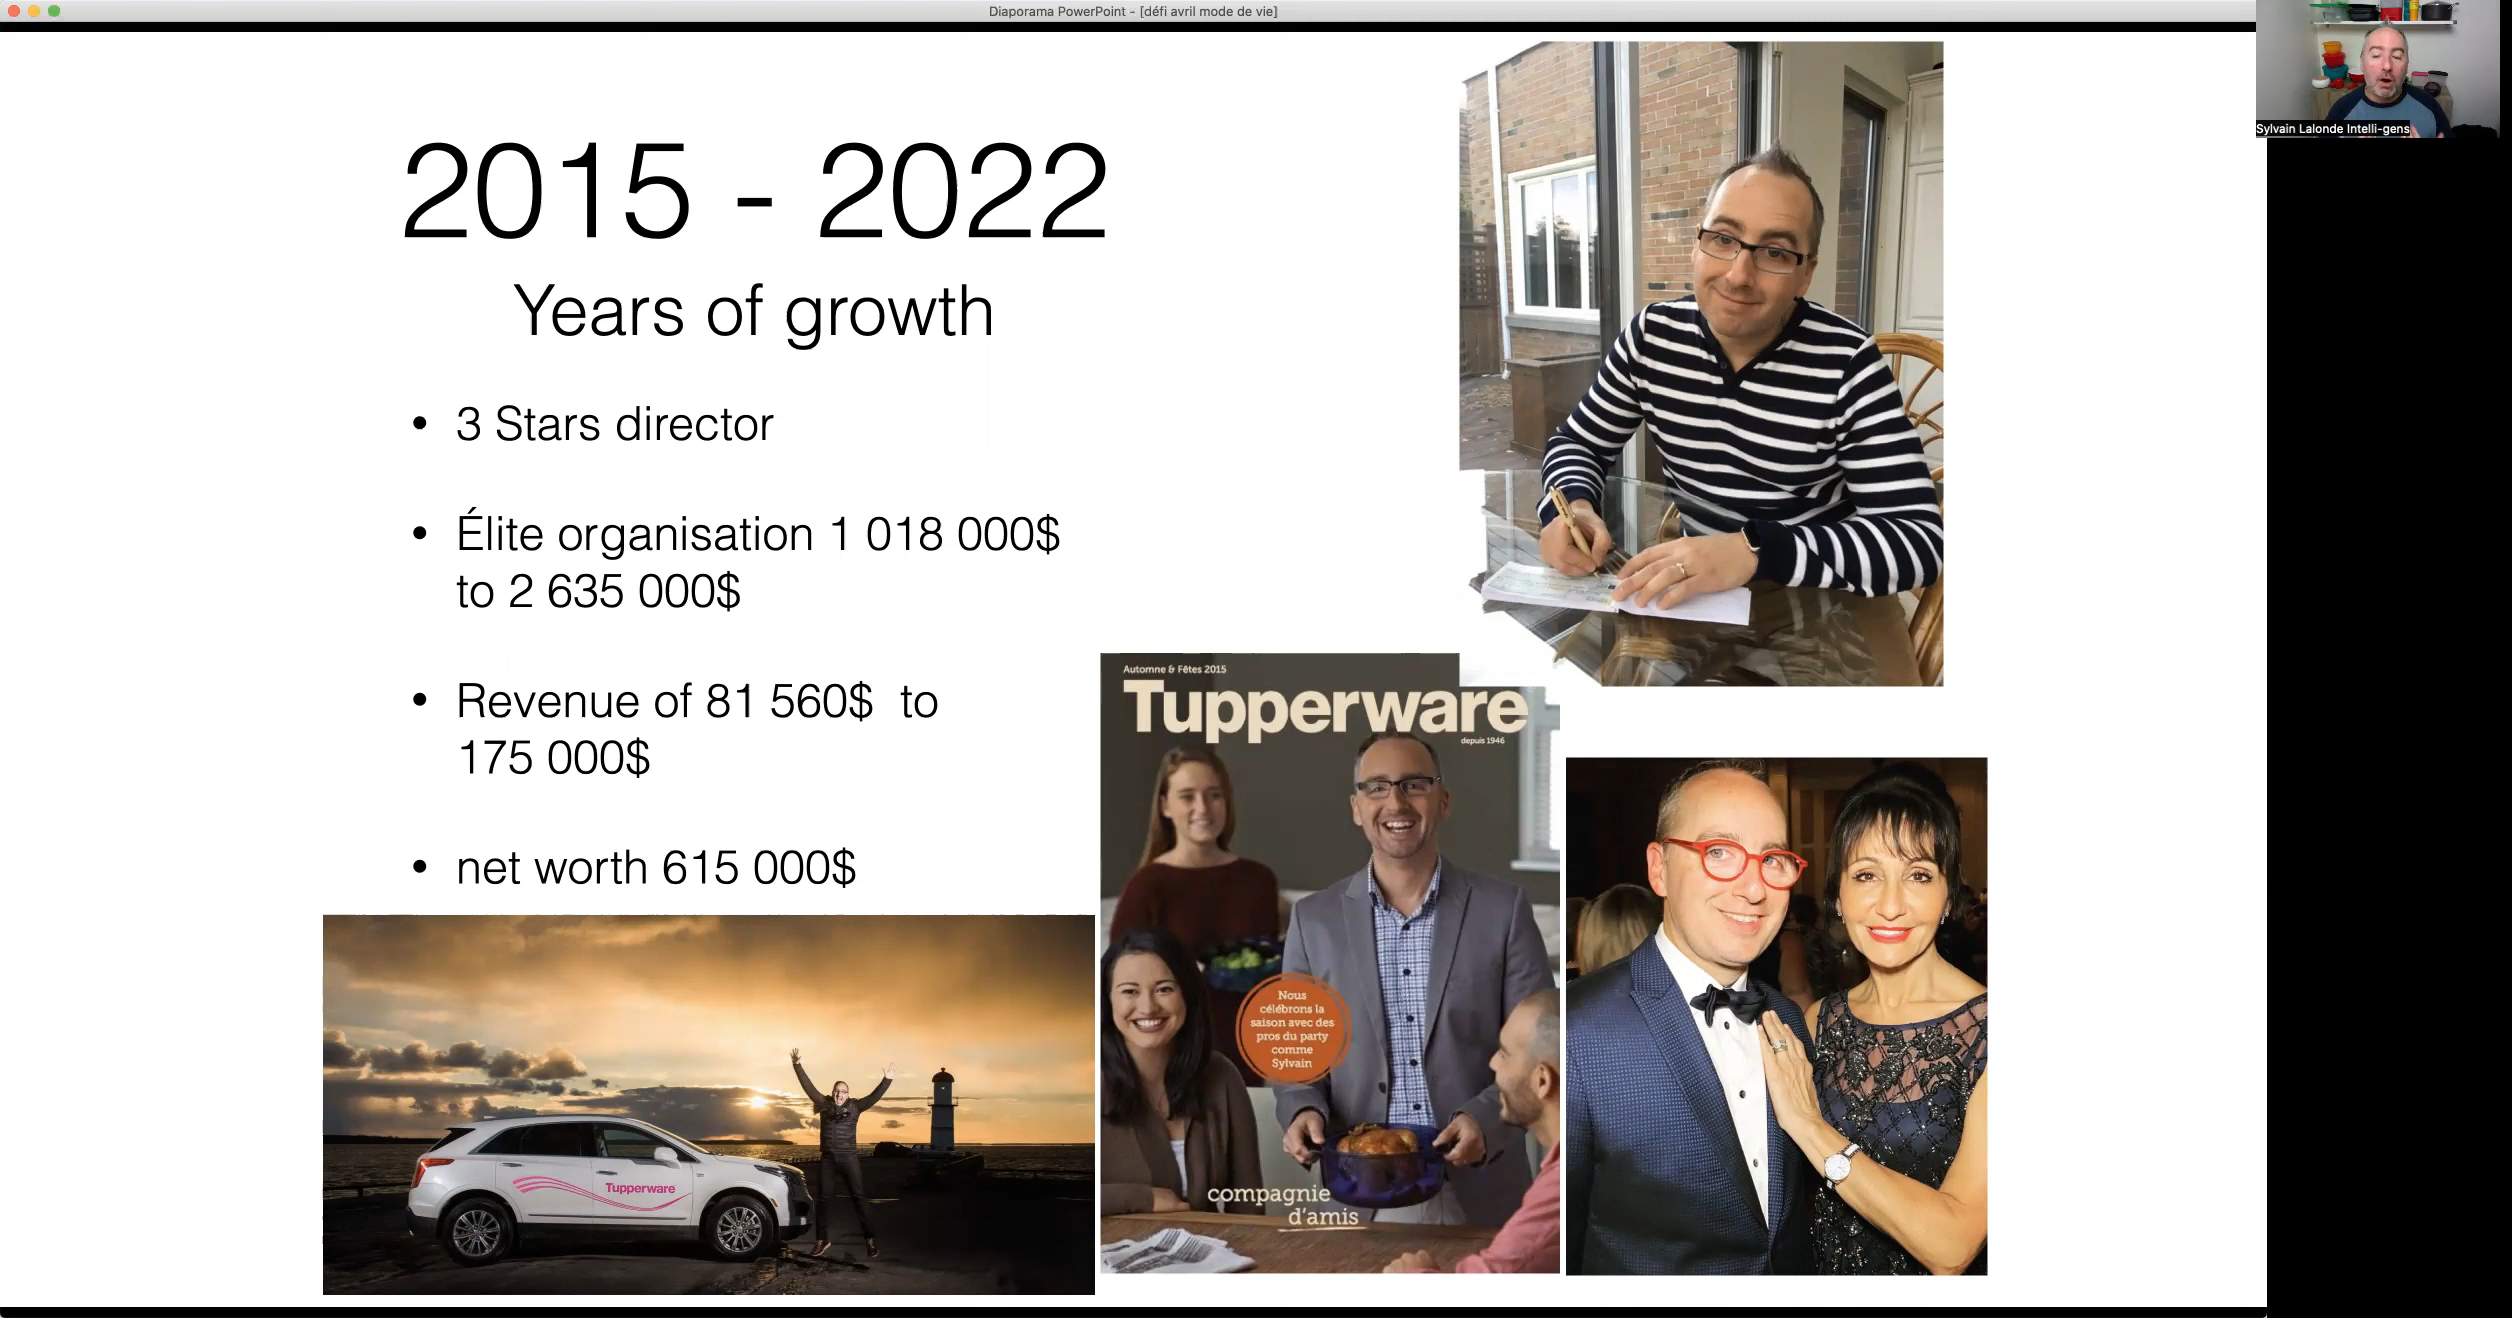 Diaporama PowerPoint - [défi avril mode de vie]
Sylvain Lalonde Intelli-gens
2015 - 2022
Years of growth
• 3 Stars director
• Élite organisation 1 018 000$
to 2 635 000$
• Revenue of 81 560$ to
175 000$
• net worth 615 000$
Automne & Fêtes 2015
Tupperware
depuis 1946
Nous
célébrons la
saison avec des
pros du party
comme
Sylvain
compagnie
d'amis
Tupperware